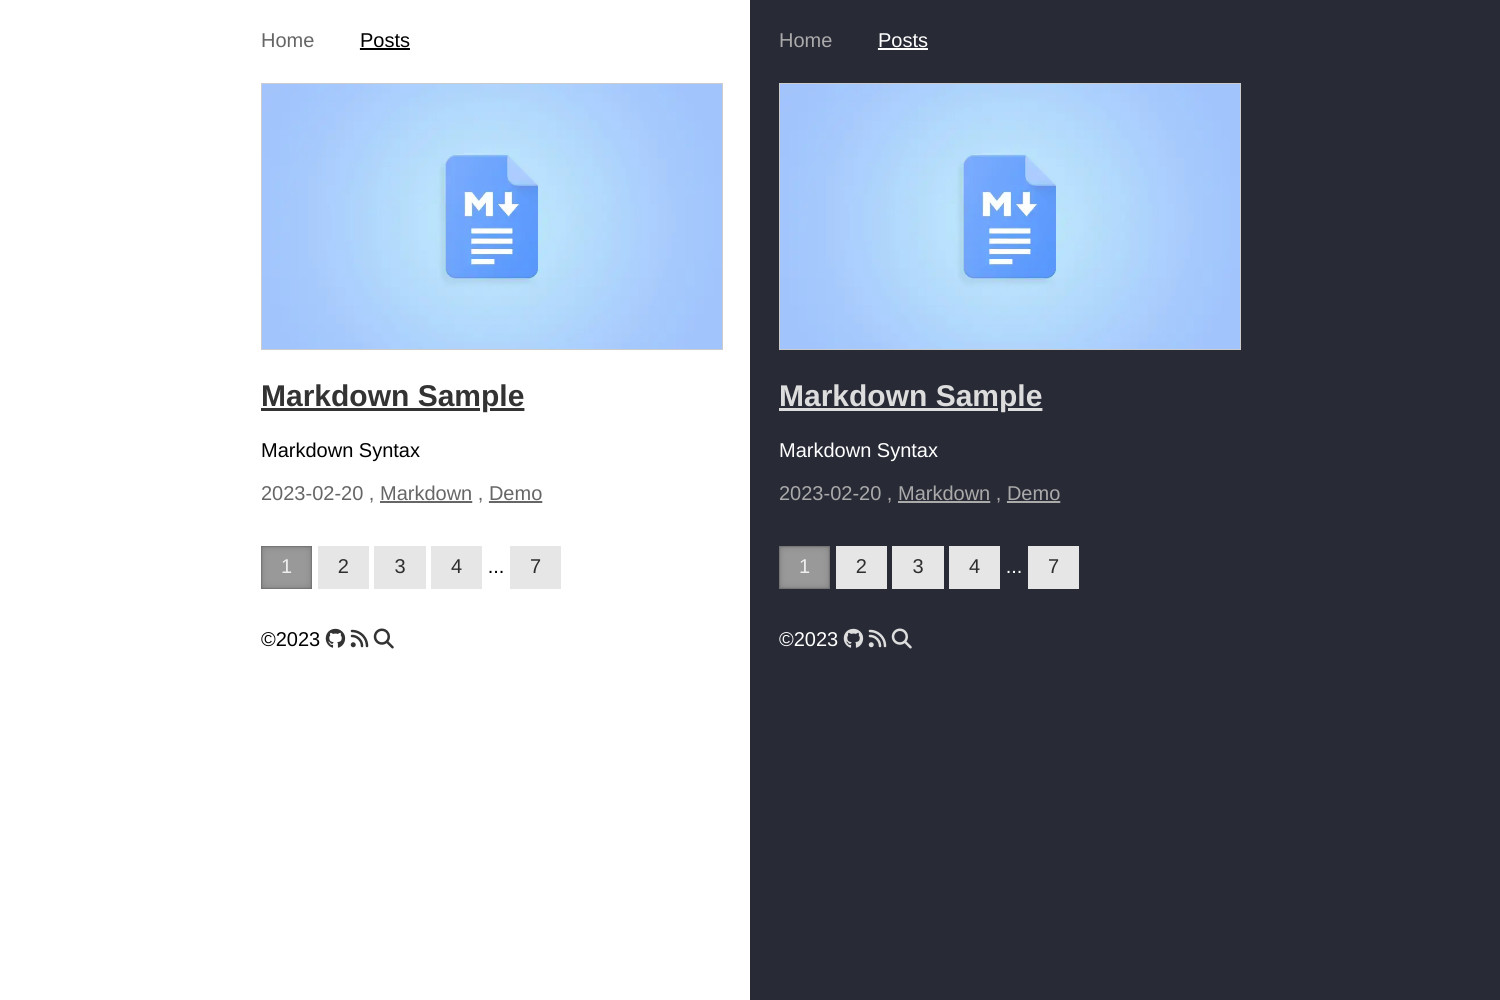 Home Posts
M
Markdown Sample
Markdown Syntax
2023-02-20 , Markdown , Demo
1 2 3 4 ... 7
©2023
Home Posts
M
Markdown Sample
Markdown Syntax
2023-02-20 , Markdown , Demo
1 2 3 4 ... 7
©2023